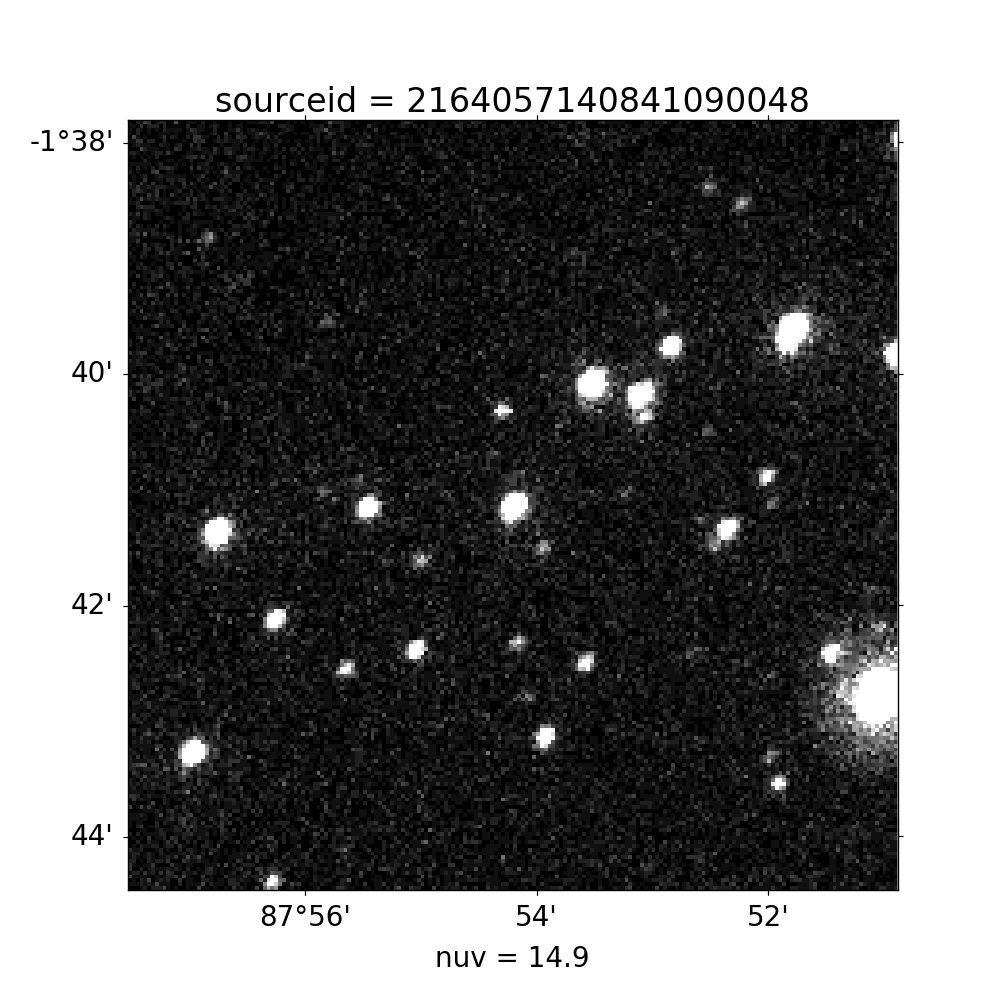 sourceid = 2164057140841090048
-1°38'
40'
42'
44'
87°56' 54' 52'
nuv = 14.9